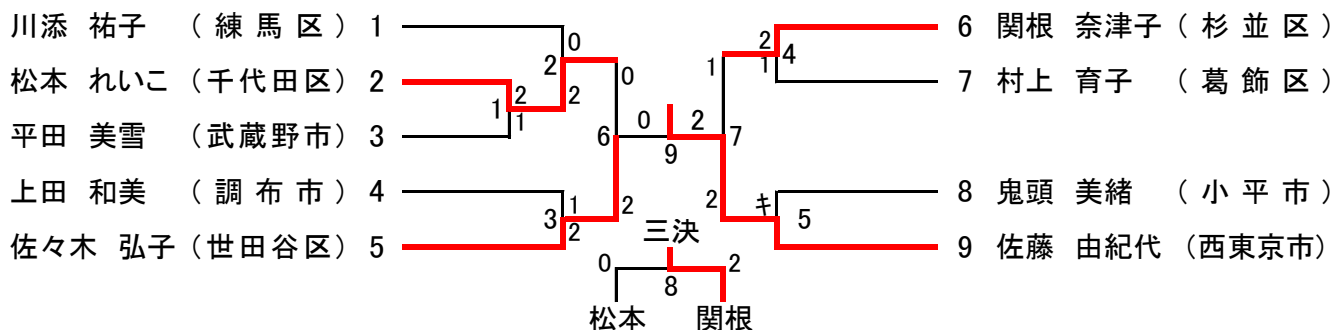 川添 祐子 （ 練 馬 区 ） 1
松本 れいこ （千代田区） 2
平田 美雪 （武蔵野市） 3
上田 和美 （ 調 布 市 ） 4
佐々木 弘子 （世田谷区） 5
0
2
2
1
2
1
0
6
0
1
3
2
2
9
2
1
7
2
2
1
4
キ
5
三決
0
8
2
松本
関根
6 関根 奈津子 （ 杉 並 区 ）
7 村上 育子 （ 葛 飾 区 ）
8 鬼頭 美緒 （ 小 平 市 ）
9 佐藤 由紀代 （西東京市）